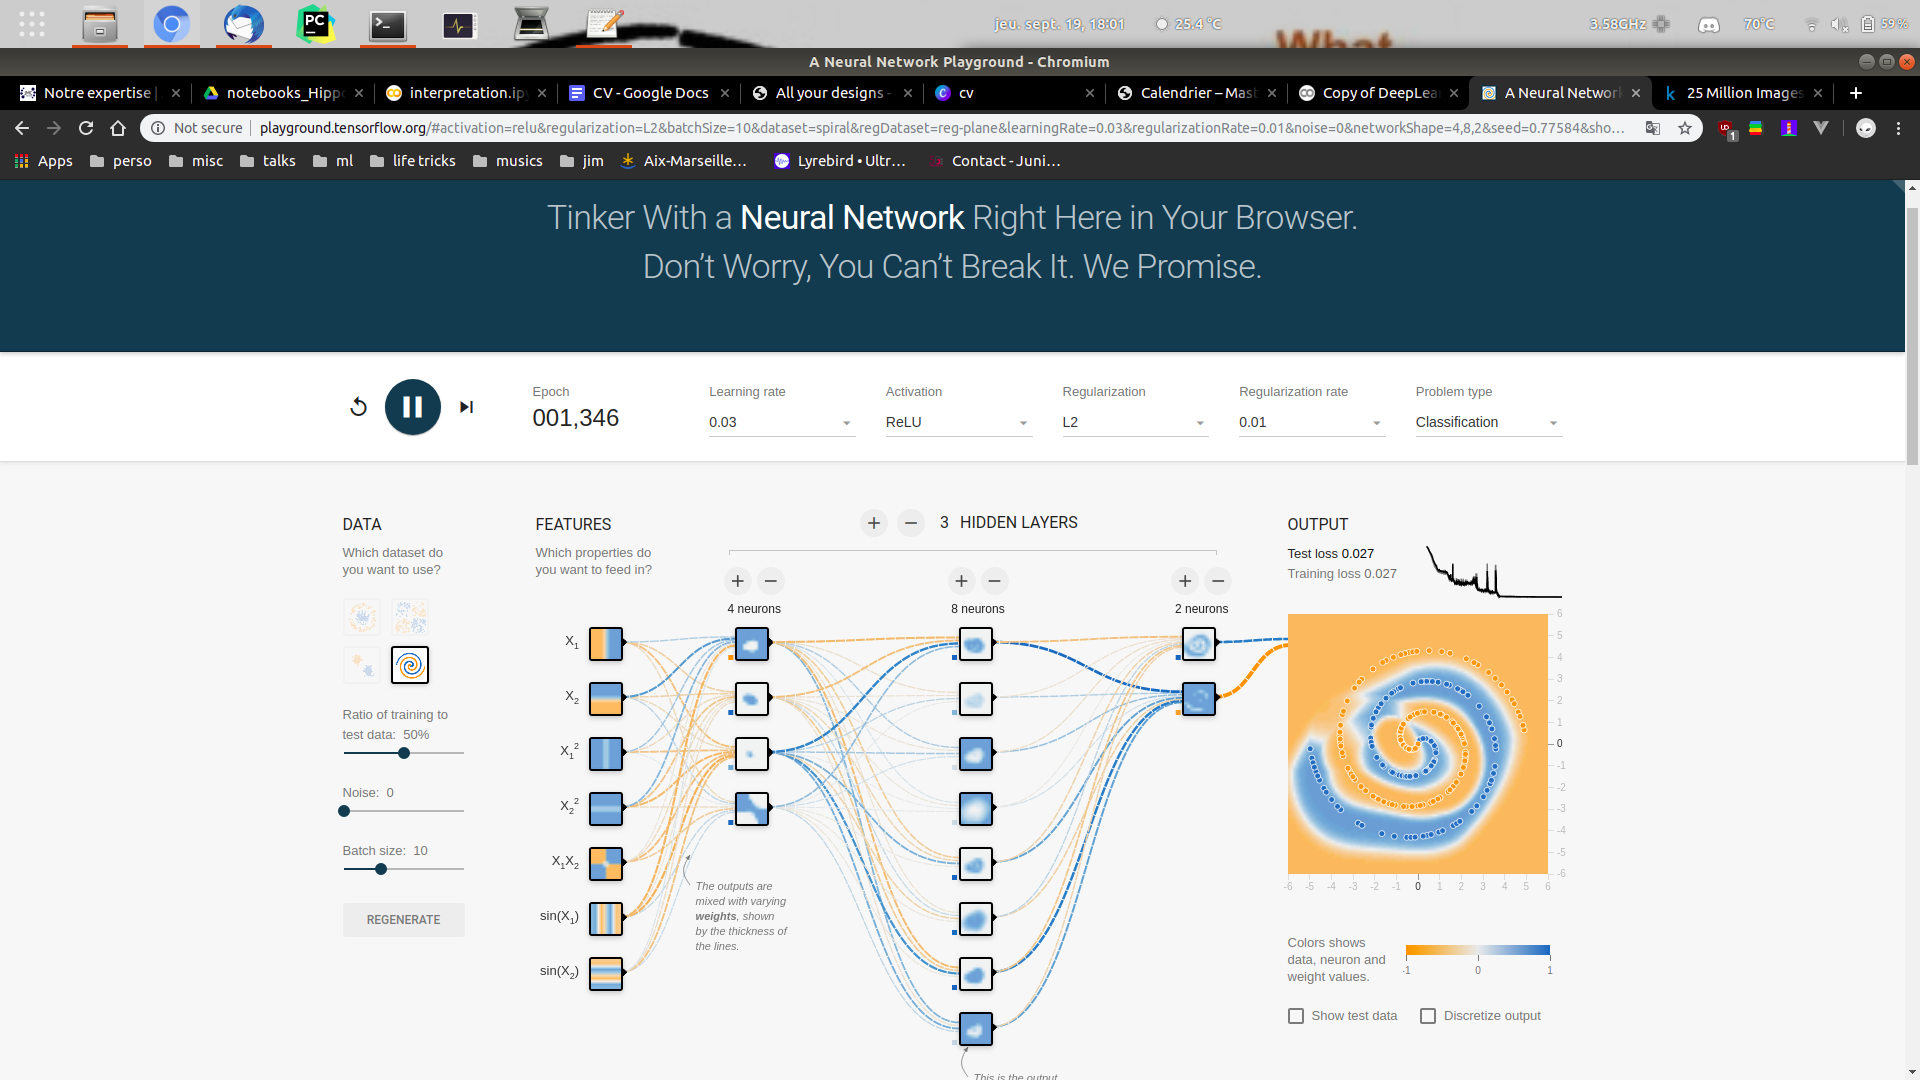 jeu. sept. 19, 18:01 25.4 °C 3.58GHz 70°C 59 %
What
A Neural Network Playground - Chromium
Notre expertise | notebooks_Hippo interpretation.ipy CV - Google Docs All your designs - cv Calendrier – Mast Copy of DeepLea A Neural Network 25 Million Images
Not secure playground.tensorflow.org/#activation=relu&regularization=L2&batchSize=10&dataset=spiral&regDataset=reg-plane&learningRate=0.03&regularizationRate=0.01&noise=0&networkShape=4,8,2&seed=0.77584&sho…
Apps perso misc talks ml life tricks musics jim Aix-Marseille… Lyrebird • Ultr… Contact - Juni…
Tinker With a Neural Network Right Here in Your Browser.
Don’t Worry, You Can’t Break It. We Promise.
Epoch Learning rate Activation Regularization Regularization rate Problem type
001,346 0.03 ReLU L2 0.01 Classification
DATA
Which dataset do
you want to use?
Ratio of training to
test data: 50%
Noise: 0
Batch size: 10
REGENERATE
FEATURES
Which properties do
you want to feed in?
X1
X2
X1²
X2²
X1X2
sin(X1)
sin(X2)
+ − 3 HIDDEN LAYERS
+ − + − + −
4 neurons 8 neurons 2 neurons
The outputs are
mixed with varying
weights, shown
by the thickness of
the lines.
This is the output
OUTPUT
Test loss 0.027
Training loss 0.027
6
5
4
3
2
1
0
-1
-2
-3
-4
-5
-6
-6 -5 -4 -3 -2 -1 0 1 2 3 4 5 6
Colors shows
data, neuron and
weight values.
-1 0 1
Show test data Discretize output